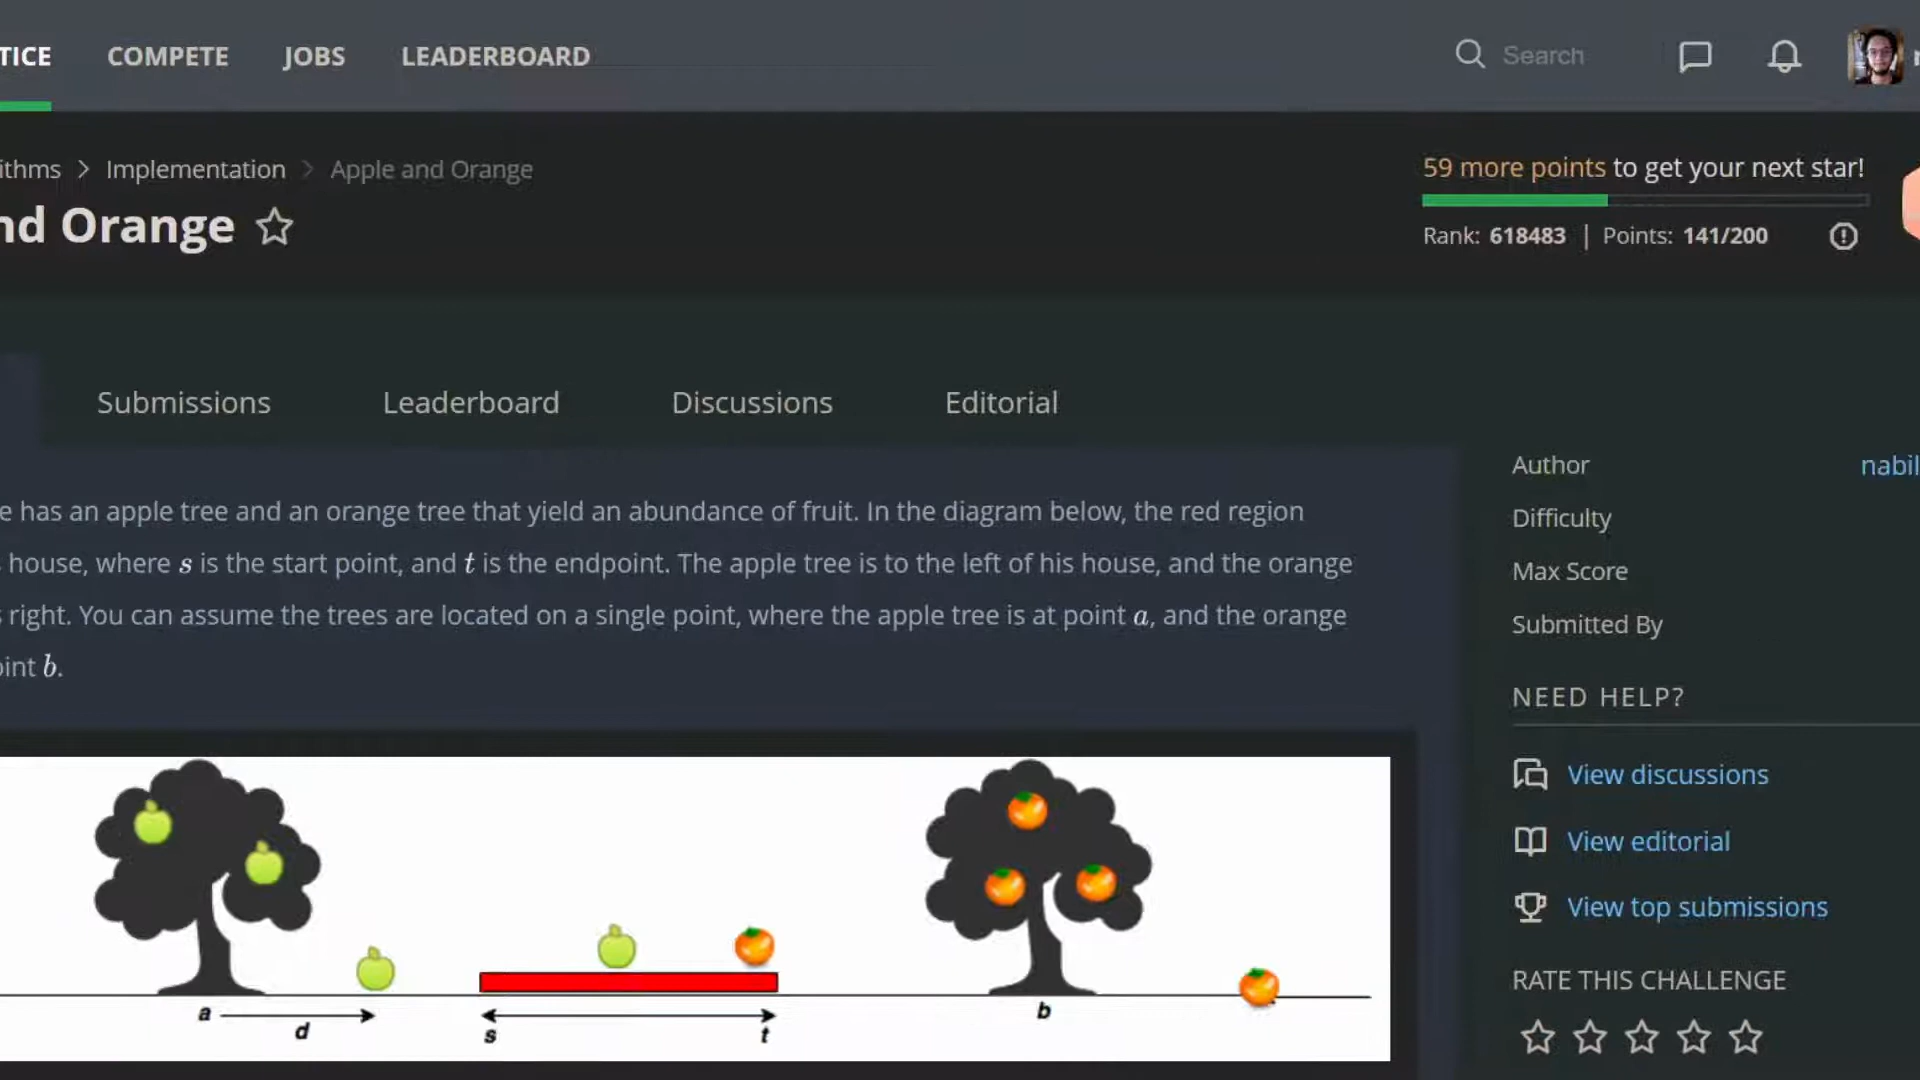 TICE COMPETE JOBS LEADERBOARD Search
ithms > Implementation > Apple and Orange
nd Orange
59 more points to get your next star!
Rank: 618483 | Points: 141/200
Submissions Leaderboard Discussions Editorial
e has an apple tree and an orange tree that yield an abundance of fruit. In the diagram below, the red region
s house, where s is the start point, and t is the endpoint. The apple tree is to the left of his house, and the orange
s right. You can assume the trees are located on a single point, where the apple tree is at point a, and the orange
oint b.
a d s t b
Author nabil
Difficulty
Max Score
Submitted By
NEED HELP?
View discussions
View editorial
View top submissions
RATE THIS CHALLENGE